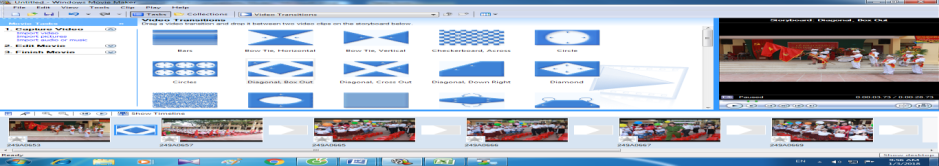 Untitled - Windows Movie Maker
File Edit View Tools Clip Play Help
Tasks Collections Video Transitions
Movie Tasks
1. Capture Video
Import video
Import pictures
Import audio or music
2. Edit Movie
3. Finish Movie
Video Transitions
Drag a video transition and drop it between two video clips on the storyboard below.
Bars
Bow Tie, Horizontal
Bow Tie, Vertical
Checkerboard, Across
Circle
Circles
Diagonal, Box Out
Diagonal, Cross Out
Diagonal, Down Right
Diamond
Storyboard: Diagonal, Box Out
Paused
Show Timeline
249A0653
249A0657
249A0665
249A0666
249A0667
249A0669
Ready
EN
9:56 AM
Show desktop